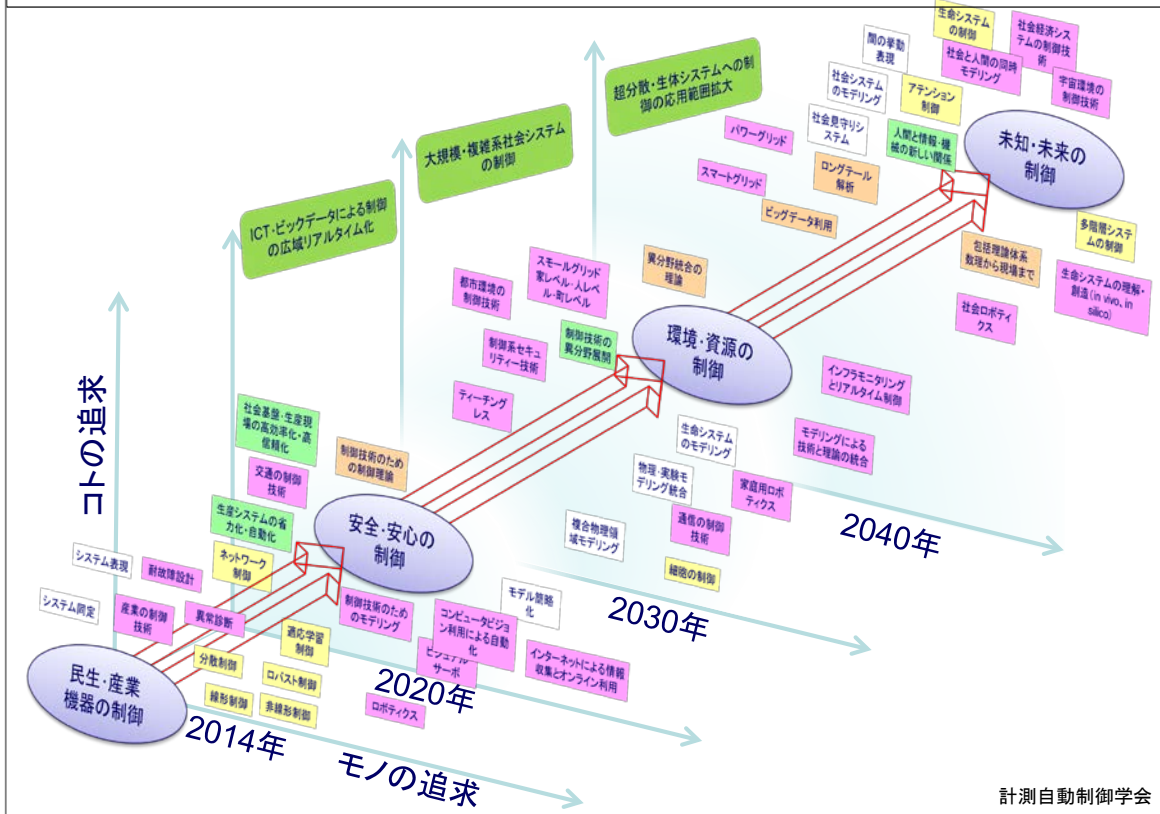 生命システム
の制御
社会経済シス
テムの制御技
術
間の挙動
表現
社会と人間の同時
モデリング
宇宙環境の
制御技術
社会システム
のモデリング
アテンション
制御
超分散・生体システムへの制
御の応用範囲拡大
社会見守りシ
ステム
人間と情報・機
械の新しい関係
未知・未来の
制御
パワーグリッド
大規模・複雑系社会システム
の制御
ロングテール
解析
スマートグリッド
ビッグデータ利用
ICT・ビックデータによる制御
の広域リアルタイム化
多階層システ
ムの制御
包括理論体系
数理から現場まで
生命システムの理解・
創造(in vivo、in
silico)
異分野統合の
理論
スモールグリッド
家レベル・人レベ
ル・町レベル
都市環境の
制御技術
社会ロボティ
クス
制御技術の
異分野展開
環境・資源の
制御
制御系セキュ
リティー技術
インフラモニタリング
とリアルタイム制御
ティーチング
レス
コトの追求
社会基盤・生産現
場の高効率化・高
信頼化
生命システム
のモデリング
モデリングによる
技術と理論の統合
制御技術のため
の制御理論
交通の制御
技術
物理・実験モ
デリング統合
家庭用ロボ
ティクス
生産システムの省
力化・自動化
安全・安心の
制御
複合物理領
域モデリング
通信の制御
技術
2040年
システム表現
耐故障設計
ネットワーク
制御
細胞の制御
システム同定
産業の制御
技術
異常診断
制御技術のため
のモデリング
モデル簡略
化
コンピュータビジョ
ン利用による自動
化
2030年
適応学習
制御
ビジュアル
サーボ
インターネットによる情報
収集とオンライン利用
民生・産業
機器の制御
分散制御
ロバスト制御
2020年
線形制御
非線形制御
ロボティクス
2014年
モノの追求
計測自動制御学会